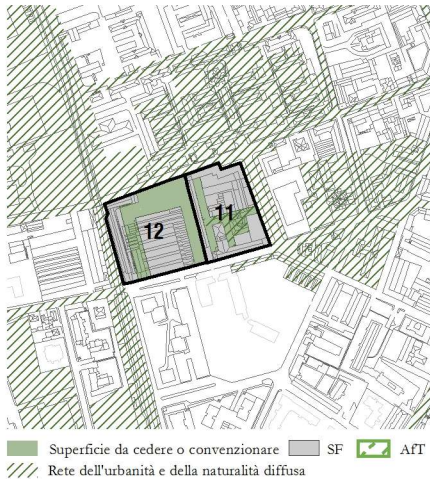 11
12
Superficie da cedere o convenzionare SF AfT
Rete dell'urbanità e della naturalità diffusa